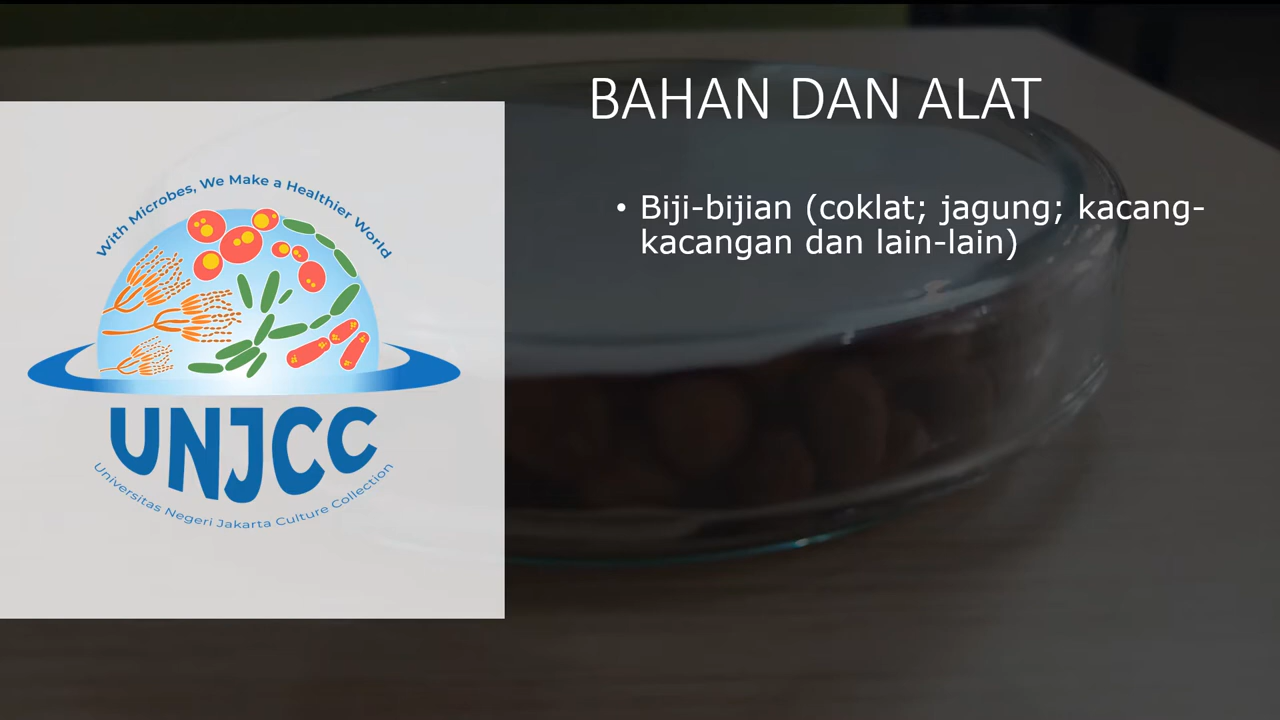 BAHAN DAN ALAT
• Biji-bijian (coklat; jagung; kacang-
kacangan dan lain-lain)
With Microbes, We Make a Healthier World
UNJCC
Universitas Negeri Jakarta Culture Collection